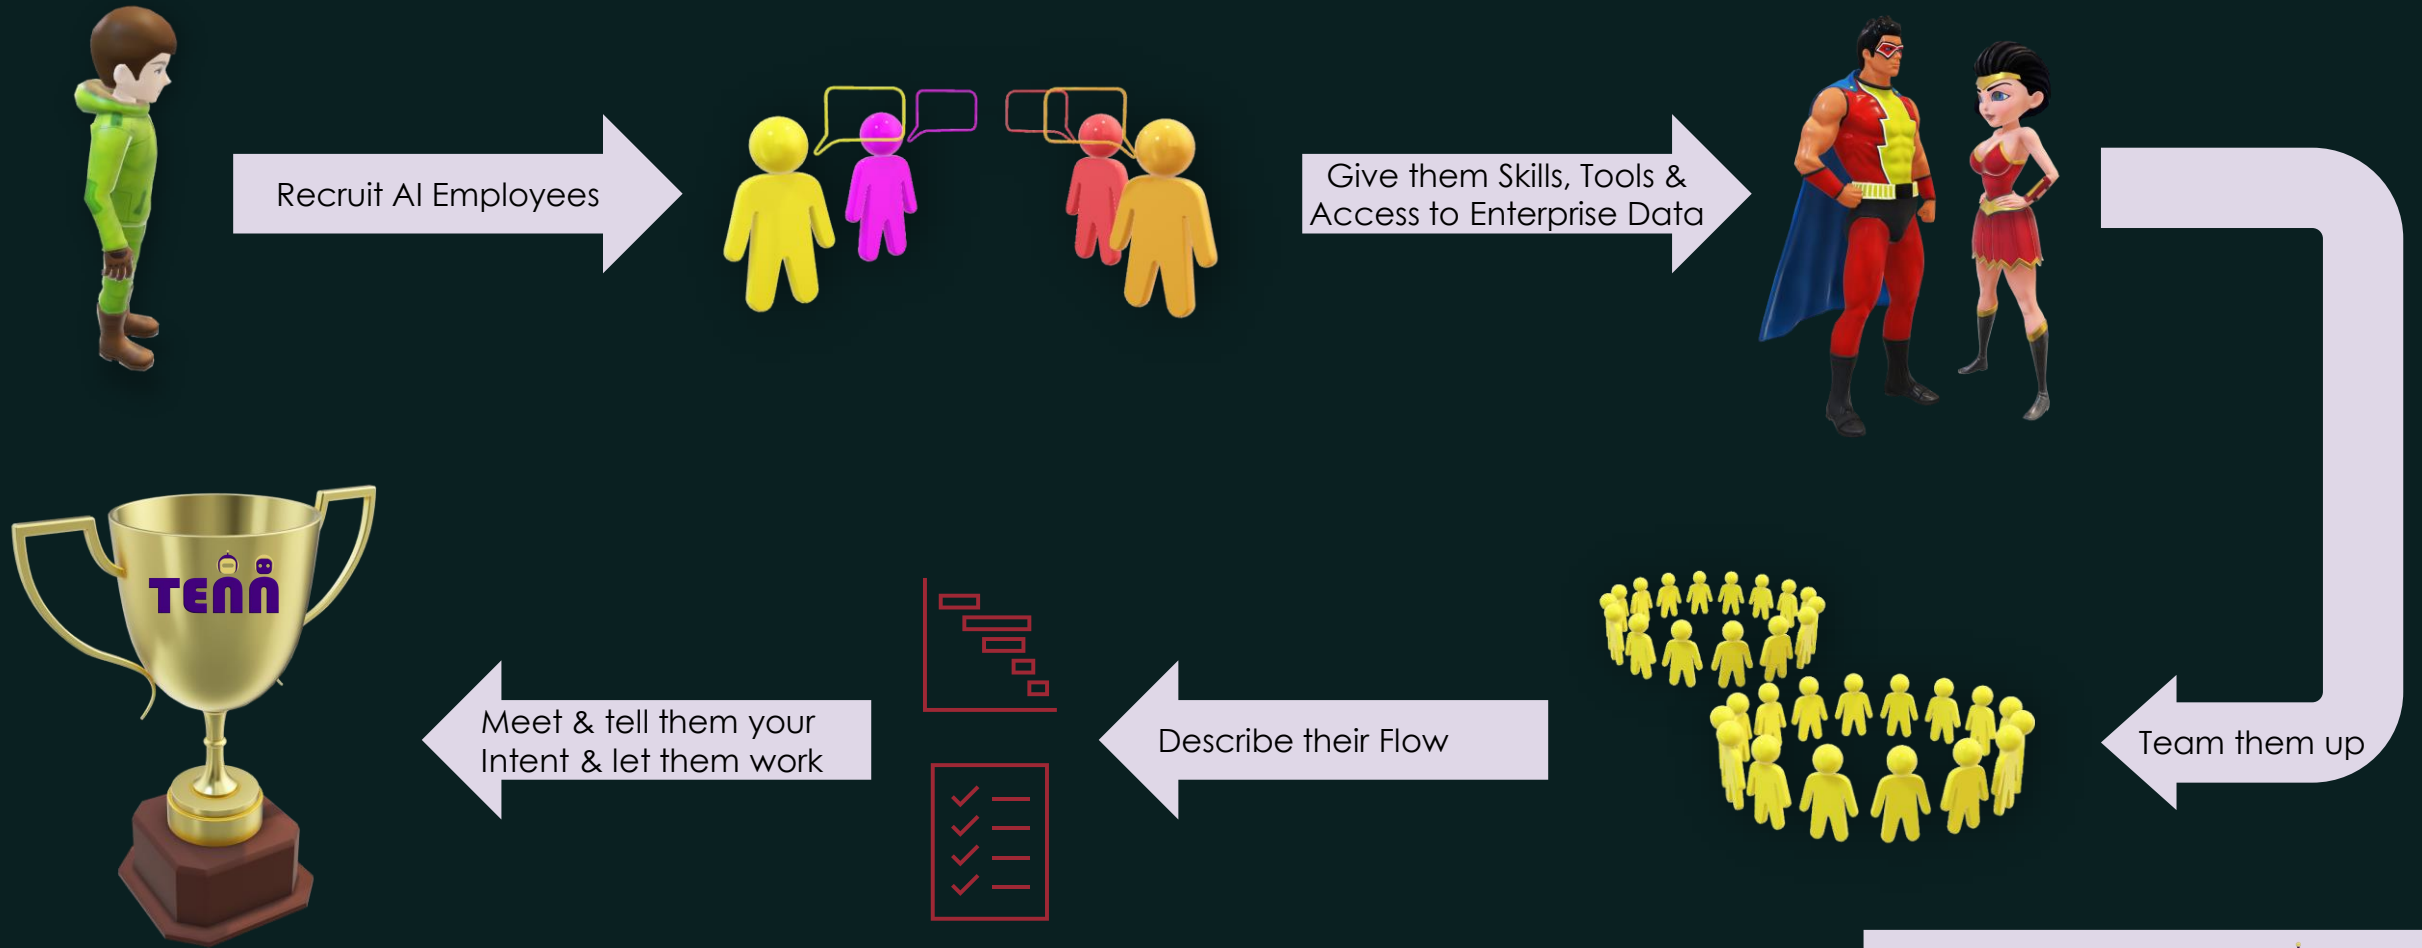 Recruit AI Employees
Give them Skills, Tools &
Access to Enterprise Data
Team them up
Describe their Flow
Meet & tell them your
Intent & let them work
TENN